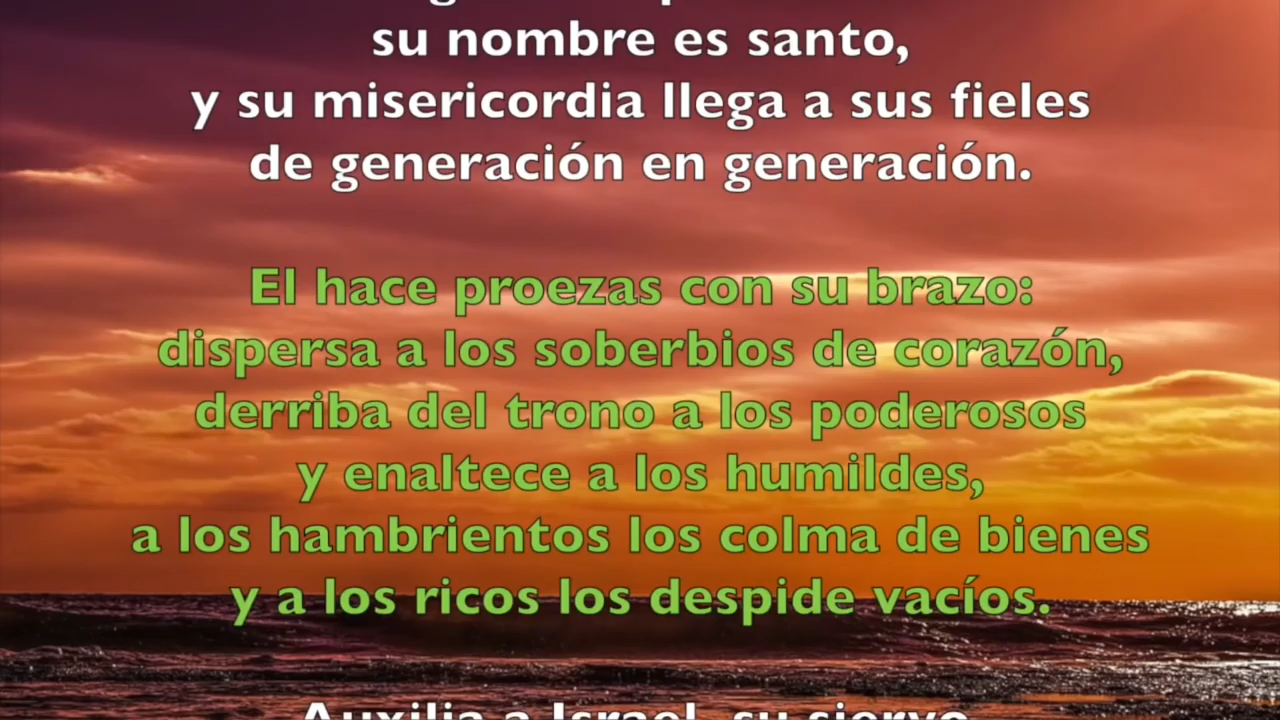 su nombre es santo,
y su misericordia llega a sus fieles
de generación en generación.
El hace proezas con su brazo:
dispersa a los soberbios de corazón,
derriba del trono a los poderosos
y enaltece a los humildes,
a los hambrientos los colma de bienes
y a los ricos los despide vacíos.
Auxilia a Israel, su siervo,